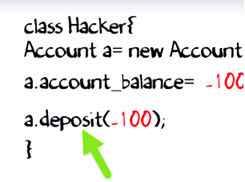 class Hacker{
Account a= new Account
a.account_balance= -100
a.deposit(-100);
}